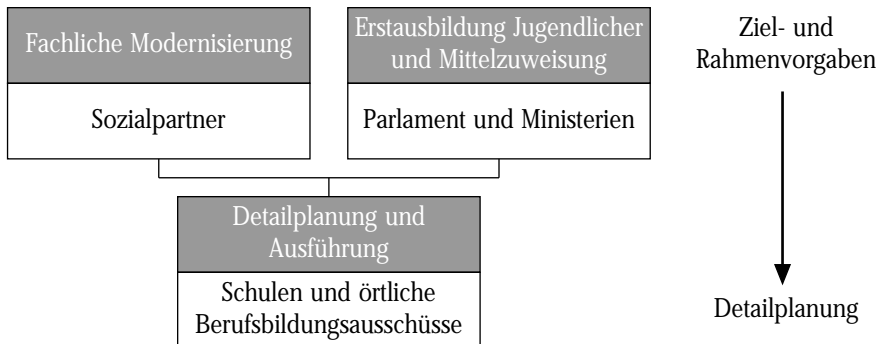 Fachliche Modernisierung
Sozialpartner
Erstausbildung Jugendlicher
und Mittelzuweisung
Parlament und Ministerien
Ziel- und
Rahmenvorgaben
Detailplanung und
Ausführung
Schulen und örtliche
Berufsbildungsausschüsse
Detailplanung